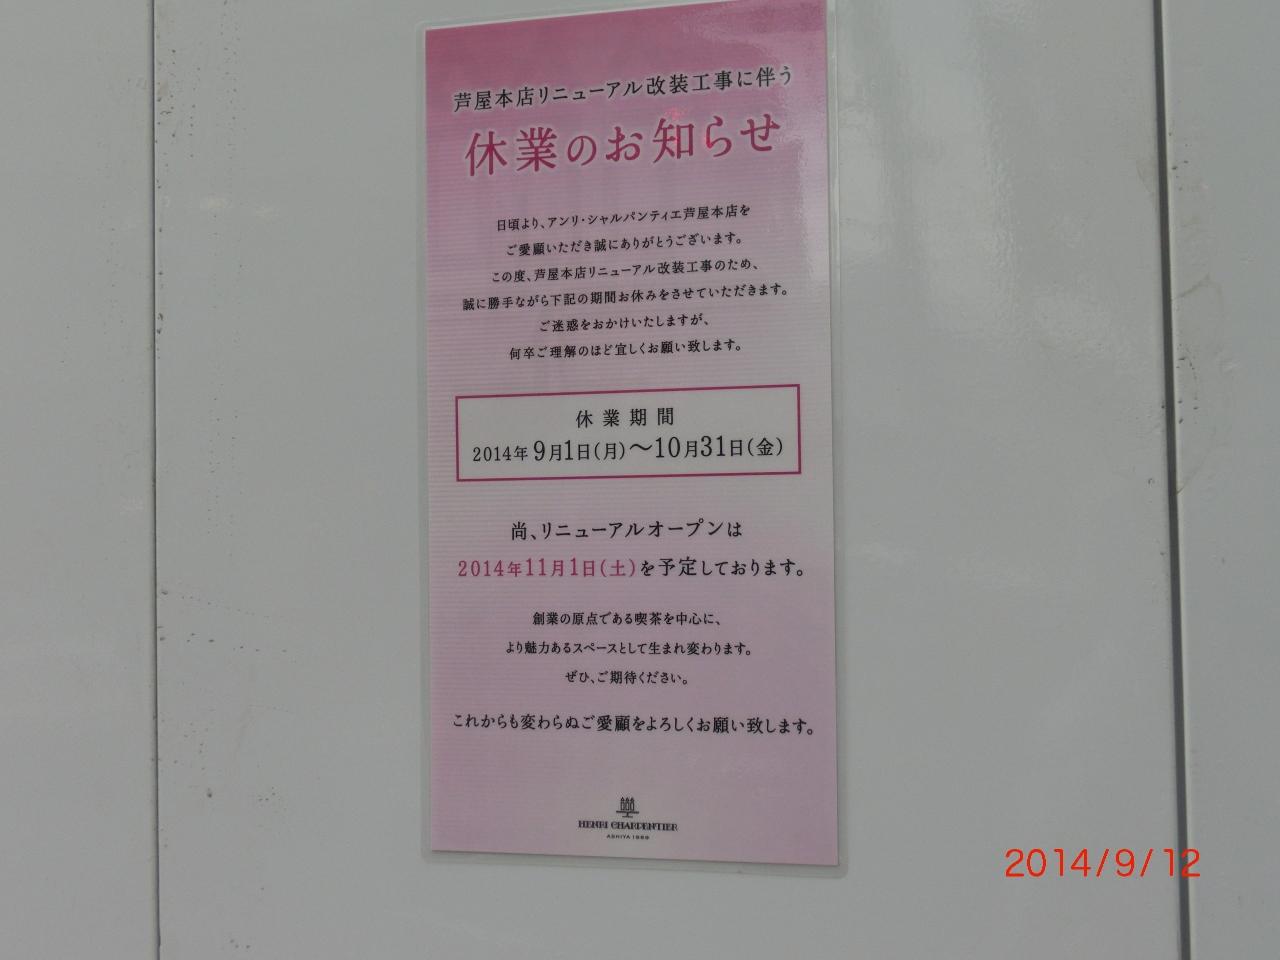 芦屋本店リニューアル改装工事に伴う
休業のお知らせ
日頃より、アンリ・シャルパンティエ芦屋本店を
ご愛顧いただき誠にありがとうございます。
この度、芦屋本店リニューアル改装工事のため、
誠に勝手ながら下記の期間お休みをさせていただきます。
ご迷惑をおかけいたしますが、
何卒ご理解のほど宜しくお願い致します。
休業期間
2014年9月1日(月)〜10月31日(金)
尚、リニューアルオープンは
2014年11月1日(土)を予定しております。
創業の原点である喫茶を中心に、
より魅力あるスペースとして生まれ変わります。
ぜひ、ご期待ください。
これからも変わらぬご愛顧をよろしくお願い致します。
HENRI CHARPENTIER
ASHIYA 1969
2014/9/12